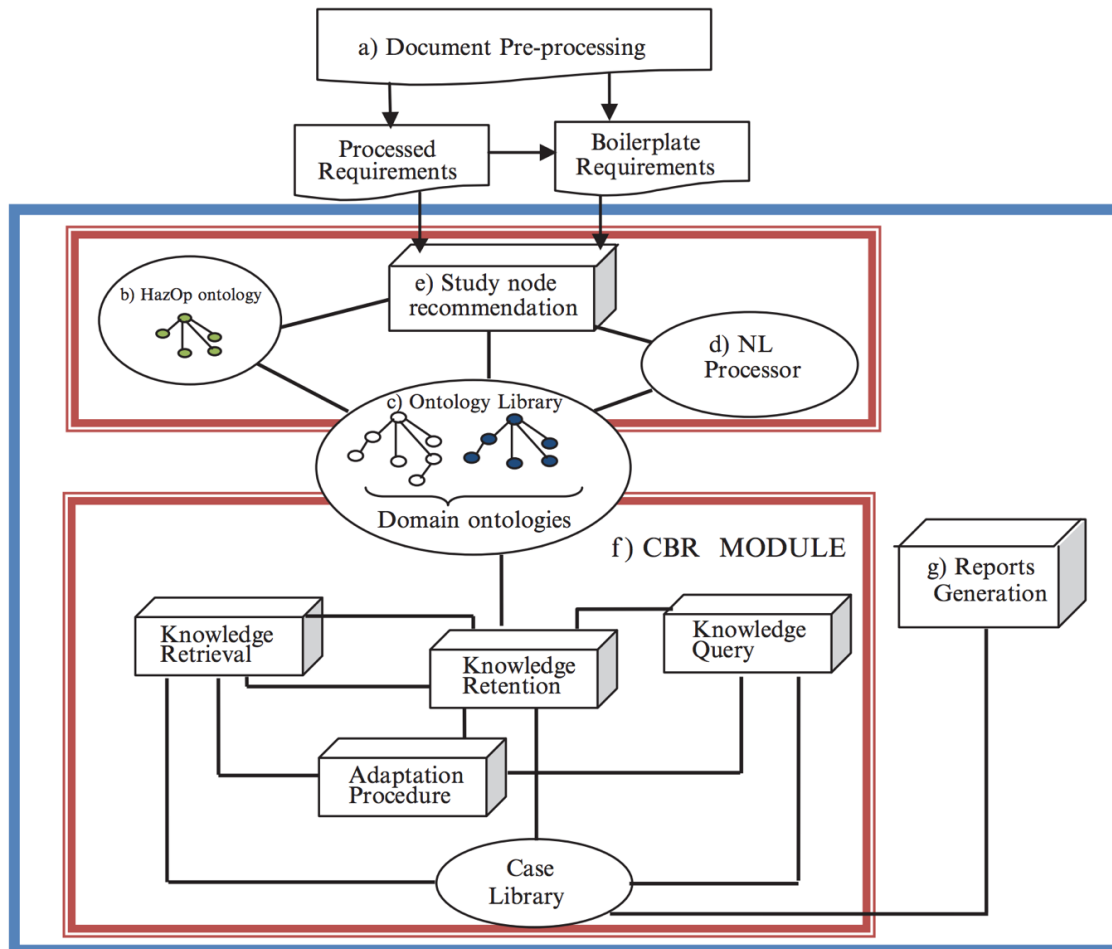 a) Document Pre-processing
Processed
Requirements
Boilerplate
Requirements
b) HazOp ontology
e) Study node
recommendation
d) NL
Processor
c) Ontology Library
Domain ontologies
f) CBR MODULE
g) Reports
Generation
Knowledge
Retrieval
Knowledge
Retention
Knowledge
Query
Adaptation
Procedure
Case
Library